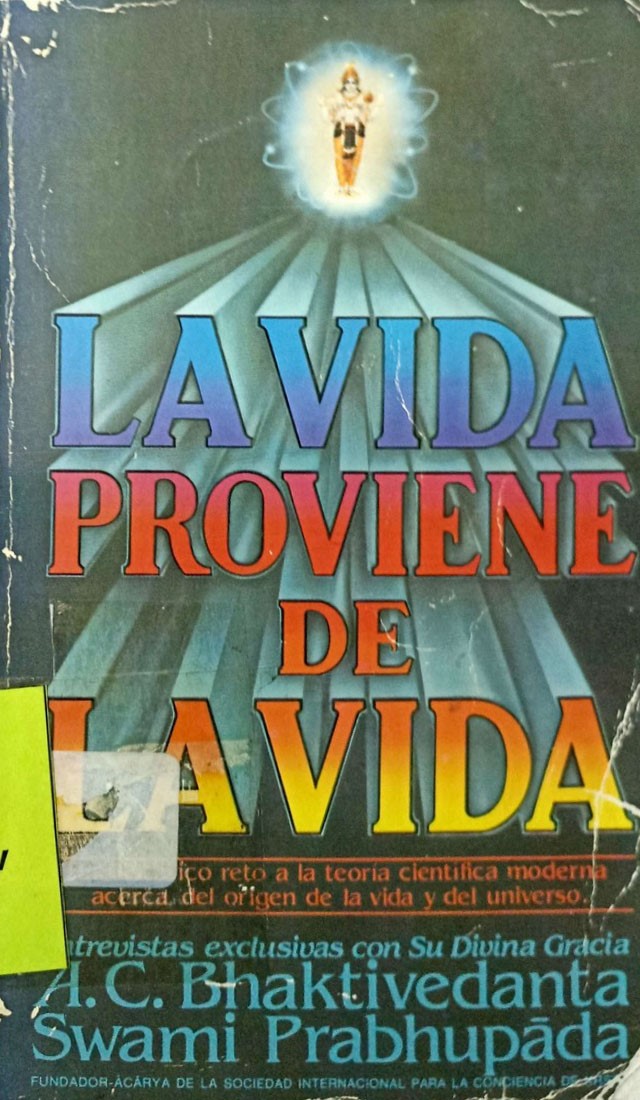 LA VIDA
PROVIENE
DE
LA VIDA
reto a la teoría científica moderna
acerca del origen de la vida y del universo.
exclusivas con Su Divina Gracia
A.C. Bhaktivedanta
Swami Prabhupāda
FUNDADOR-ĀCĀRYA DE LA SOCIEDAD INTERNACIONAL PARA LA CONCIENCIA DE